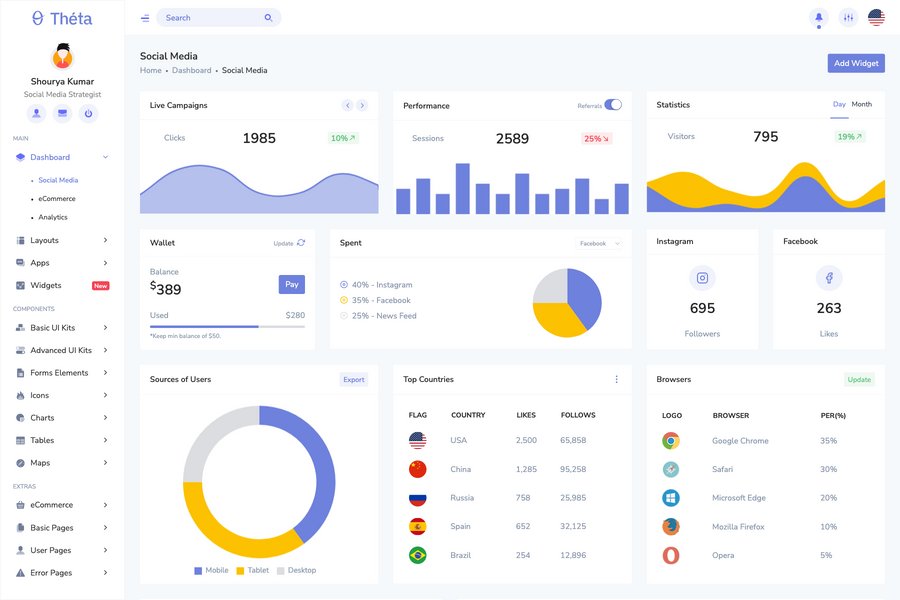 Théta
Search
Shourya Kumar
Social Media Strategist
MAIN
Dashboard
Social Media
eCommerce
Analytics
Layouts
Apps
Widgets
New
COMPONENTS
Basic UI Kits
Advanced UI Kits
Forms Elements
Icons
Charts
Tables
Maps
EXTRAS
eCommerce
Basic Pages
User Pages
Error Pages
Social Media
Home • Dashboard • Social Media
Add Widget
Live Campaigns
Clicks 1985 10%
Performance
Referrals
Sessions 2589 25%
Statistics
Day Month
Visitors 795 19%
Wallet
Update
Balance
$389
Pay
Used $280
*Keep min balance of $50.
Spent
Facebook
40% - Instagram
35% - Facebook
25% - News Feed
Instagram
695
Followers
Facebook
263
Likes
Sources of Users
Export
Mobile Tablet Desktop
Top Countries
FLAG COUNTRY LIKES FOLLOWS
USA 2,500 65,858
China 1,285 95,258
Russia 758 25,985
Spain 652 32,125
Brazil 254 12,896
Browsers
Update
LOGO BROWSER PER(%)
Google Chrome 35%
Safari 30%
Microsoft Edge 20%
Mozilla Firefox 10%
Opera 5%